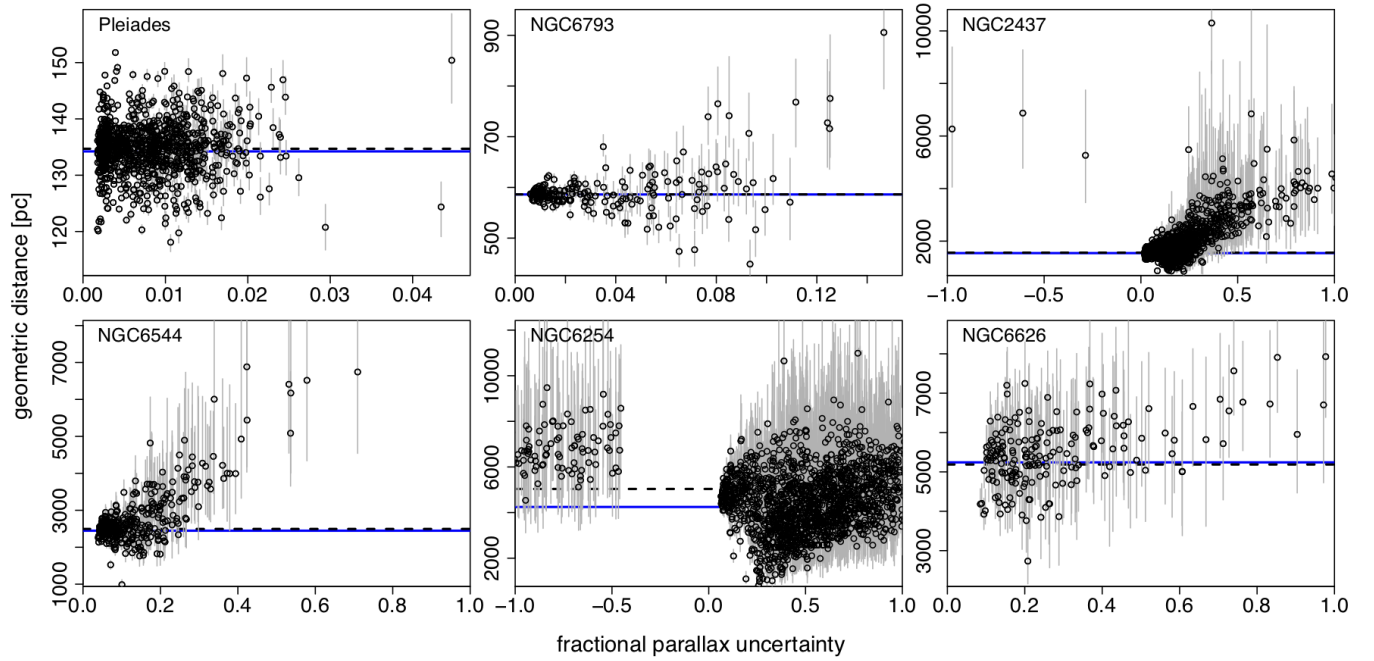 Pleiades
NGC6793
NGC2437
120 130 140 150
0.00 0.01 0.02 0.03 0.04
500 700 900
0.00 0.04 0.08 0.12
2000 6000 10000
−1.0 −0.5 0.0 0.5 1.0
geometric distance [pc]
NGC6544
NGC6254
NGC6626
1000 3000 5000 7000
0.0 0.2 0.4 0.6 0.8 1.0
2000 6000 10000
−1.0 −0.5 0.0 0.5 1.0
3000 5000 7000
0.0 0.2 0.4 0.6 0.8 1.0
fractional parallax uncertainty